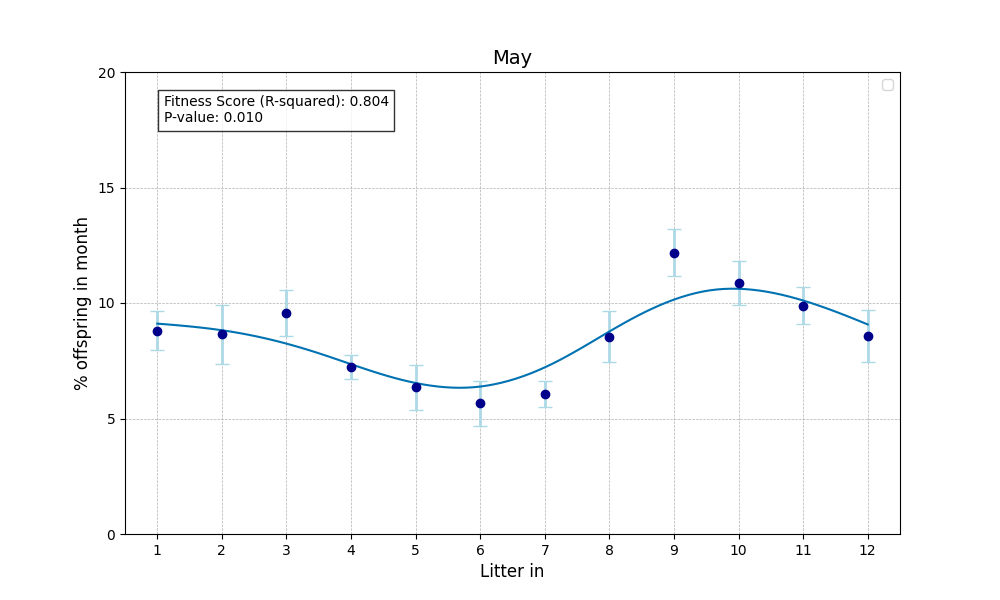 May
Fitness Score (R-squared): 0.804
P-value: 0.010
% offspring in month
20
15
10
5
0
1 2 3 4 5 6 7 8 9 10 11 12
Litter in